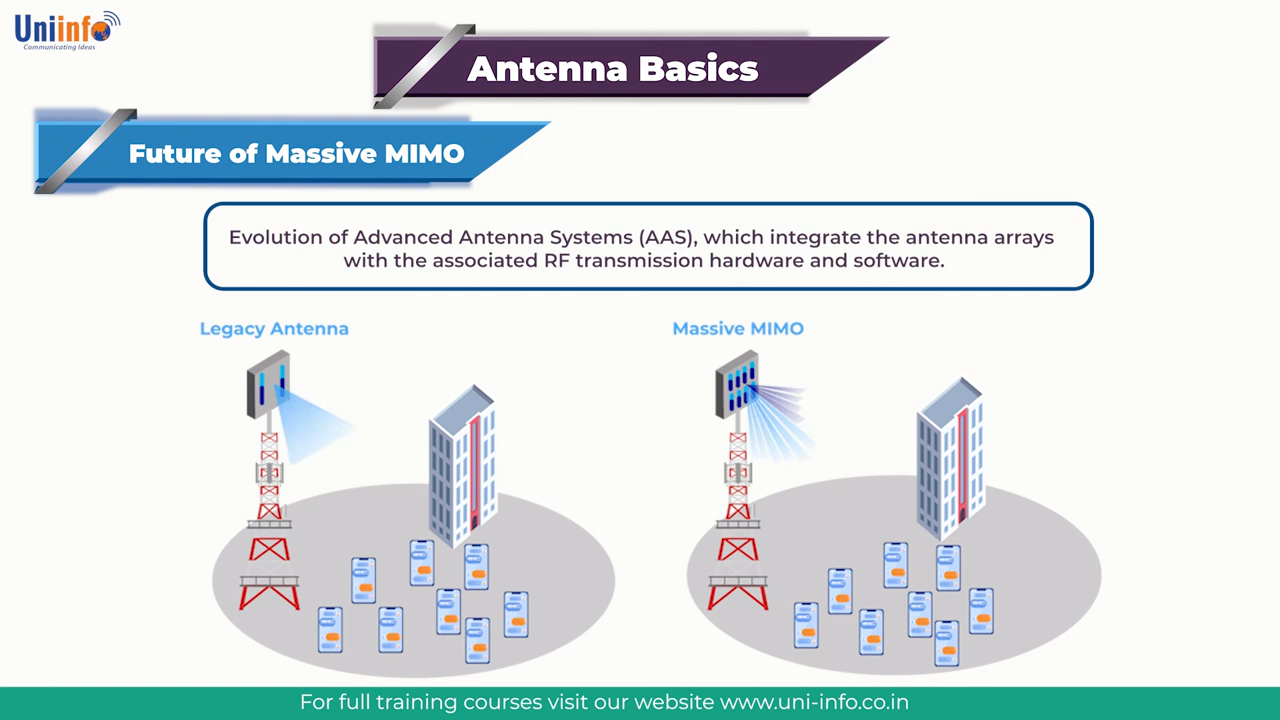 Uniinfo
Communicating Ideas
Antenna Basics
Future of Massive MIMO
Evolution of Advanced Antenna Systems (AAS), which integrate the antenna arrays
with the associated RF transmission hardware and software.
Legacy Antenna
Massive MIMO
For full training courses visit our website www.uni-info.co.in